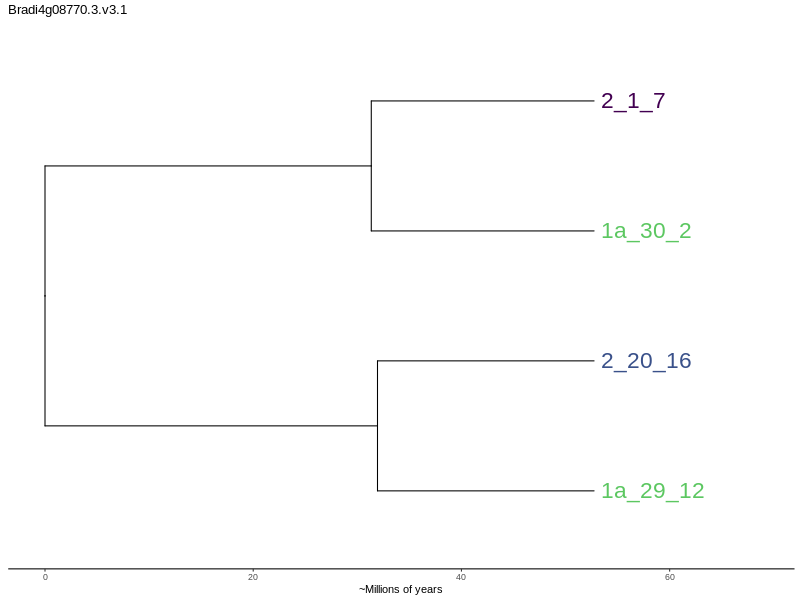 Bradi4g08770.3.v3.1
2_1_7
1a_30_2
2_20_16
1a_29_12
0 20 40 60
~Millions of years